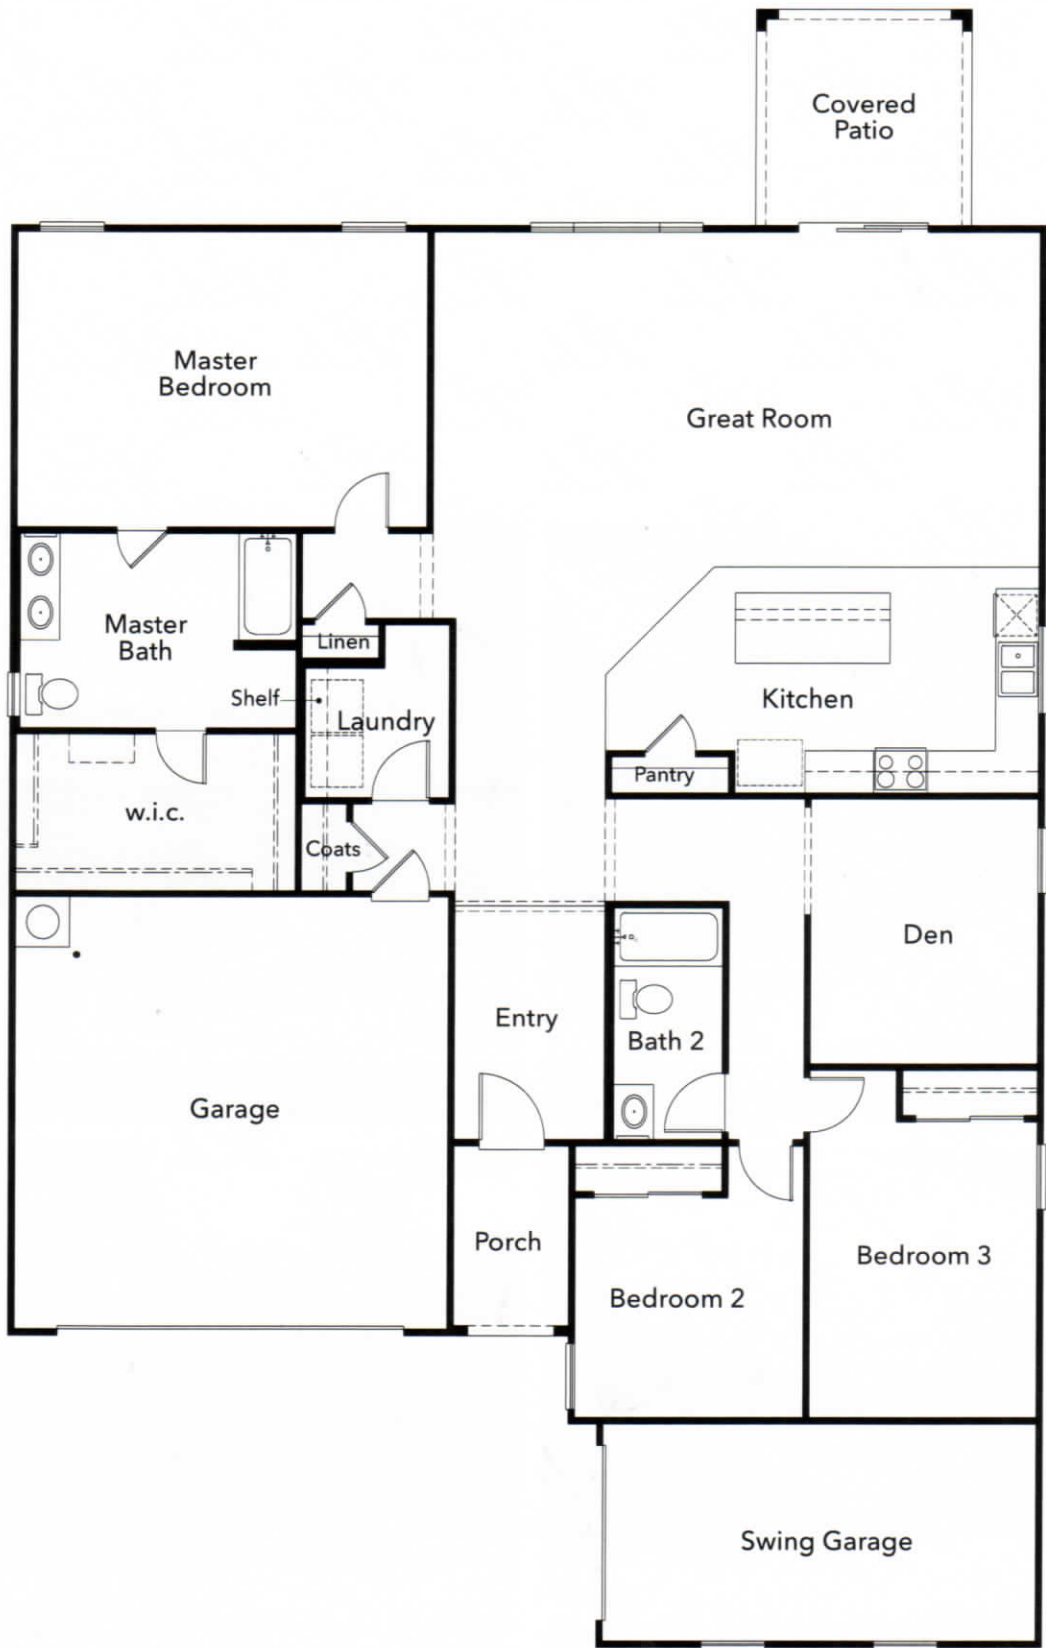 Covered
Patio
Master
Bedroom
Great Room
Master
Bath
Linen
Shelf
Laundry
Kitchen
Pantry
w.i.c.
Coats
Den
Entry
Bath 2
Garage
Porch
Bedroom 2
Bedroom 3
Swing Garage